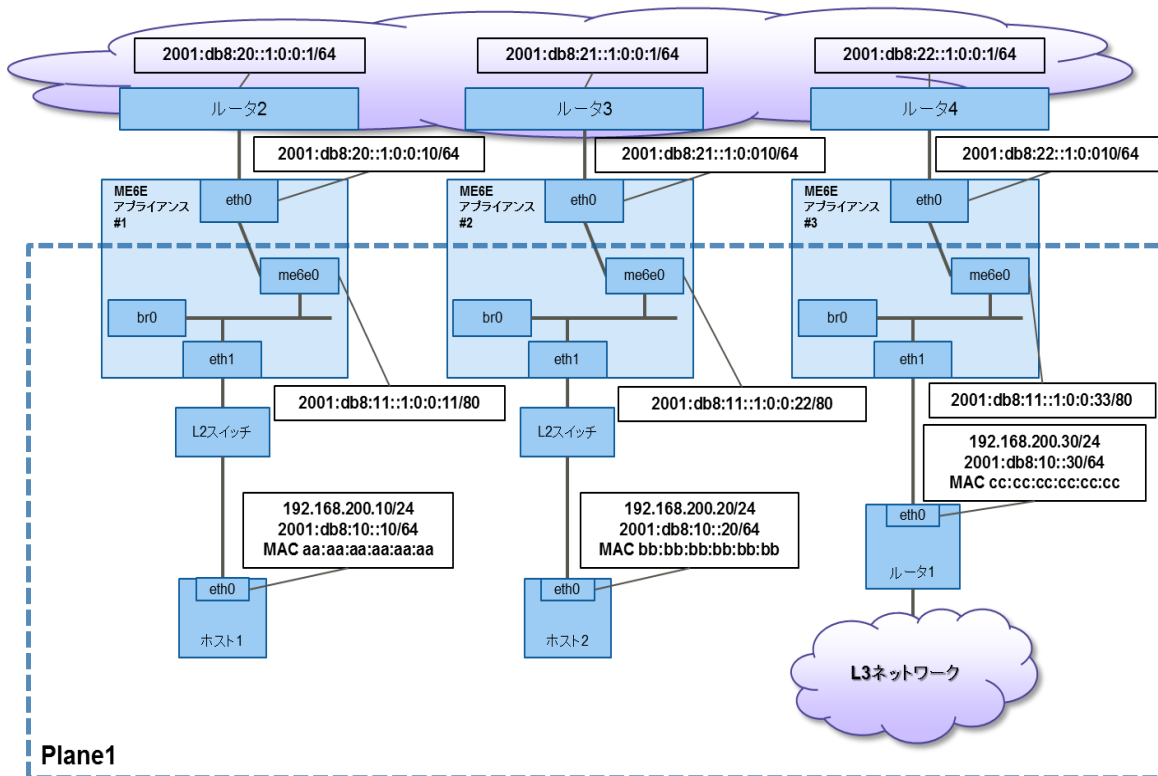 2001:db8:20::1:0:0:1/64
2001:db8:21::1:0:0:1/64
2001:db8:22::1:0:0:1/64
ルータ2
ルータ3
ルータ4
2001:db8:20::1:0:0:10/64
2001:db8:21::1:0:010/64
2001:db8:22::1:0:010/64
ME6E
アプライアンス
#1
eth0
ME6E
アプライアンス
#2
eth0
ME6E
アプライアンス
#3
eth0
me6e0
me6e0
me6e0
br0
br0
br0
eth1
eth1
eth1
2001:db8:11::1:0:0:11/80
2001:db8:11::1:0:0:22/80
2001:db8:11::1:0:0:33/80
L2スイッチ
L2スイッチ
192.168.200.30/24
2001:db8:10::30/64
MAC cc:cc:cc:cc:cc:cc
192.168.200.10/24
2001:db8:10::10/64
MAC aa:aa:aa:aa:aa:aa
192.168.200.20/24
2001:db8:10::20/64
MAC bb:bb:bb:bb:bb:bb
eth0
ルータ1
eth0
ホスト1
eth0
ホスト2
L3ネットワーク
Plane1